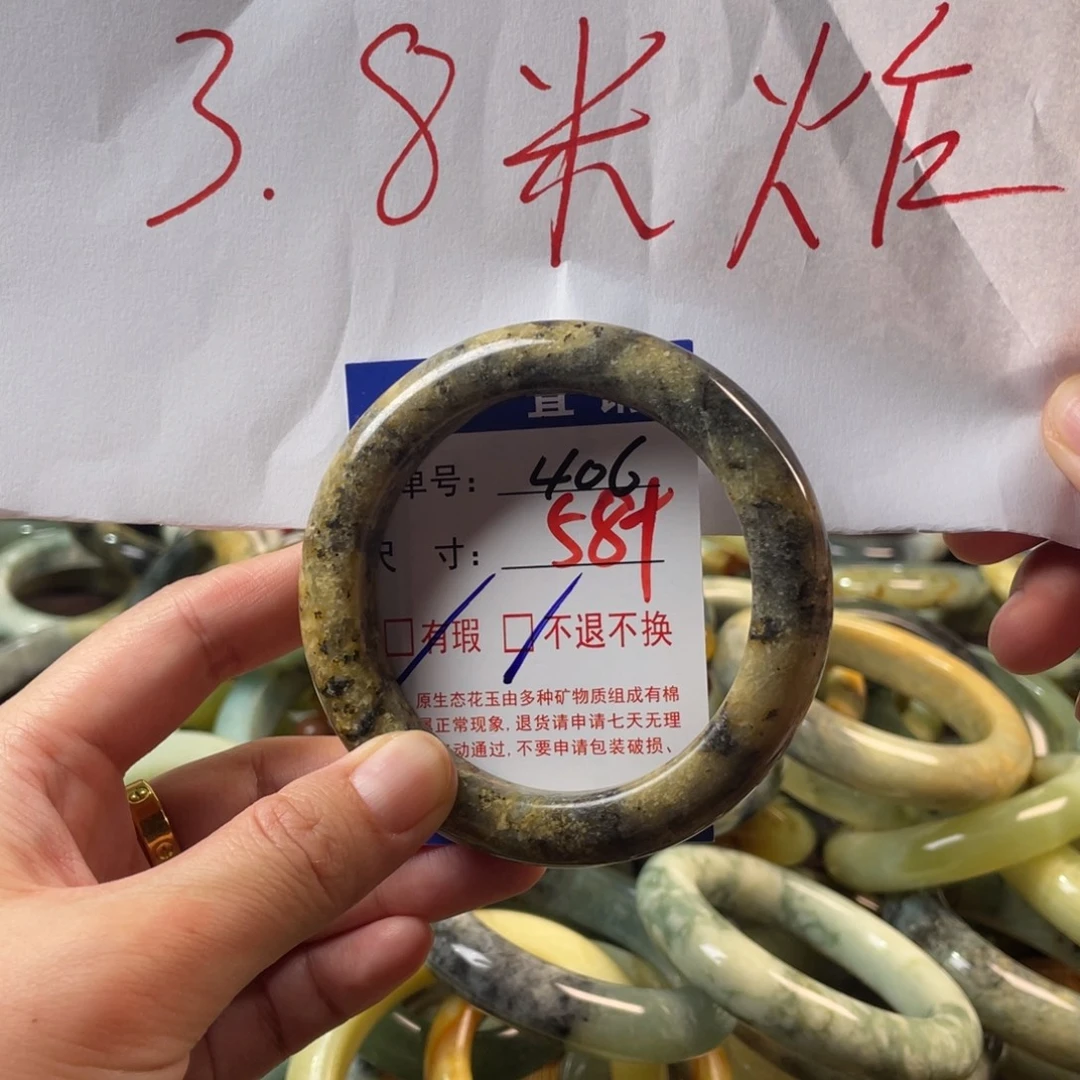 3.8米炸
单号: 406
尺 寸:
□有瑕 □不退不换
原生态花玉由多种矿物质组成有棉
正常现象,退货请申请七天无理
动通过,不要申请包装破损、